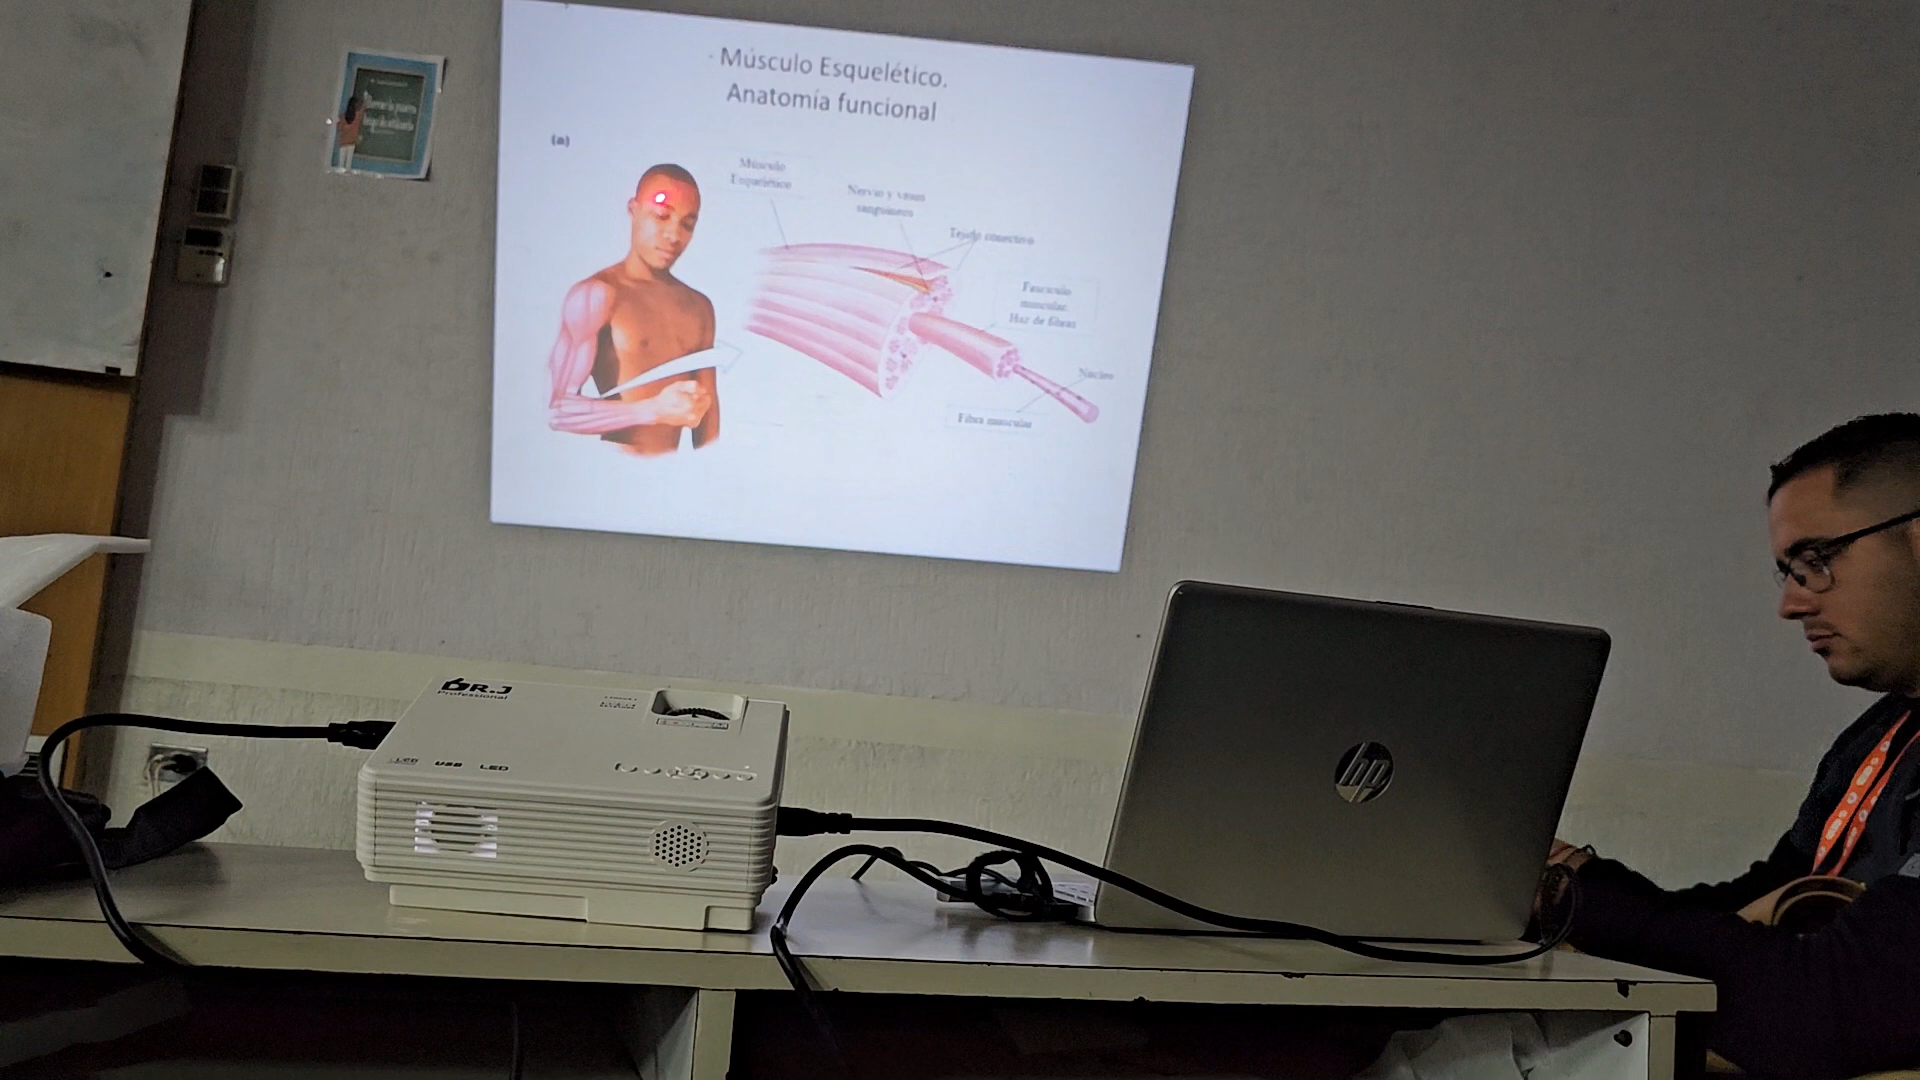 Músculo Esquelético.
Anatomía funcional
(a)
Músculo
Esquelético
Nervio y vasos
sanguíneos
Tejido conectivo
Fascículo
muscular.
Haz de fibras
Núcleo
Fibra muscular
DR.J
Professional
USB
LED
hp